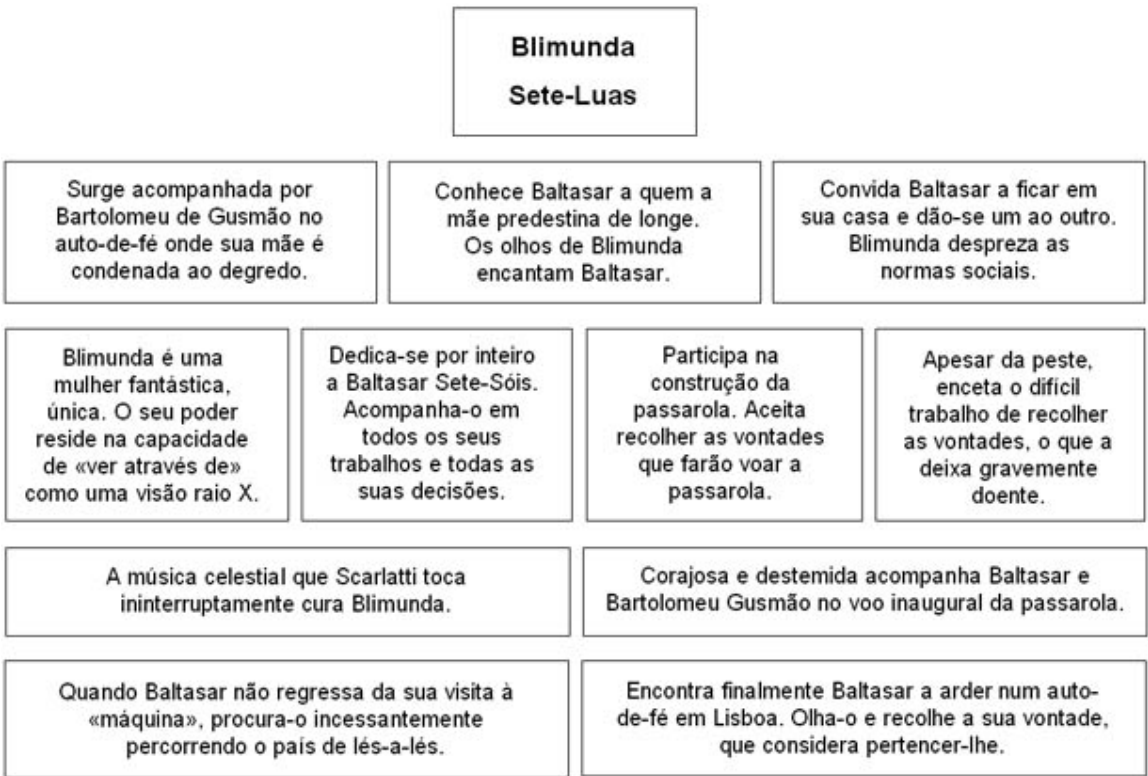 Blimunda
Sete-Luas
Surge acompanhada por
Bartolomeu de Gusmão no
auto-de-fé onde sua mãe é
condenada ao degredo.
Conhece Baltasar a quem a
mãe predestina de longe.
Os olhos de Blimunda
encantam Baltasar.
Convida Baltasar a ficar em
sua casa e dão-se um ao outro.
Blimunda despreza as
normas sociais.
Blimunda é uma
mulher fantástica,
única. O seu poder
reside na capacidade
de «ver através de»
como uma visão raio X.
Dedica-se por inteiro
a Baltasar Sete-Sóis.
Acompanha-o em
todos os seus
trabalhos e todas as
suas decisões.
Participa na
construção da
passarola. Aceita
recolher as vontades
que farão voar a
passarola.
Apesar da peste,
enceta o difícil
trabalho de recolher
as vontades, o que a
deixa gravemente
doente.
A música celestial que Scarlatti toca
ininterruptamente cura Blimunda.
Corajosa e destemida acompanha Baltasar e
Bartolomeu Gusmão no voo inaugural da passarola.
Quando Baltasar não regressa da sua visita à
«máquina», procura-o incessantemente
percorrendo o país de lés-a-lés.
Encontra finalmente Baltasar a arder num auto-
de-fé em Lisboa. Olha-o e recolhe a sua vontade,
que considera pertencer-lhe.